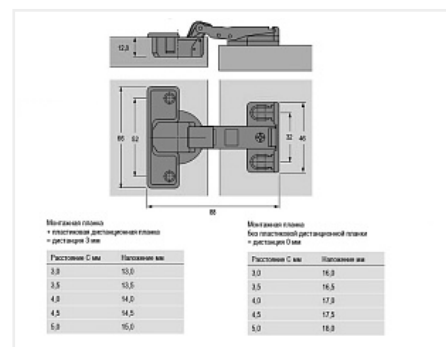 12,8
66
52
32
46
88
Монтажная планка
+ пластиковая дистанционная планка
= дистанция 3 мм
Расстояние С мм Наложение мм
3,0 13,0
3,5 13,5
4,0 14,0
4,5 14,5
5,0 15,0
Монтажная планка
без пластиковой дистанционной планки
= дистанция 0 мм
Расстояние С мм Наложение мм
3,0 16,0
3,5 16,5
4,0 17,0
4,5 17,5
5,0 18,0